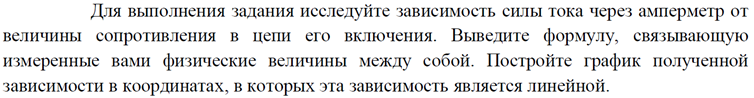 Для выполнения задания исследуйте зависимость силы тока через амперметр от
величины сопротивления в цепи его включения. Выведите формулу, связывающую
измеренные вами физические величины между собой. Постройте график полученной
зависимости в координатах, в которых эта зависимость является линейной.